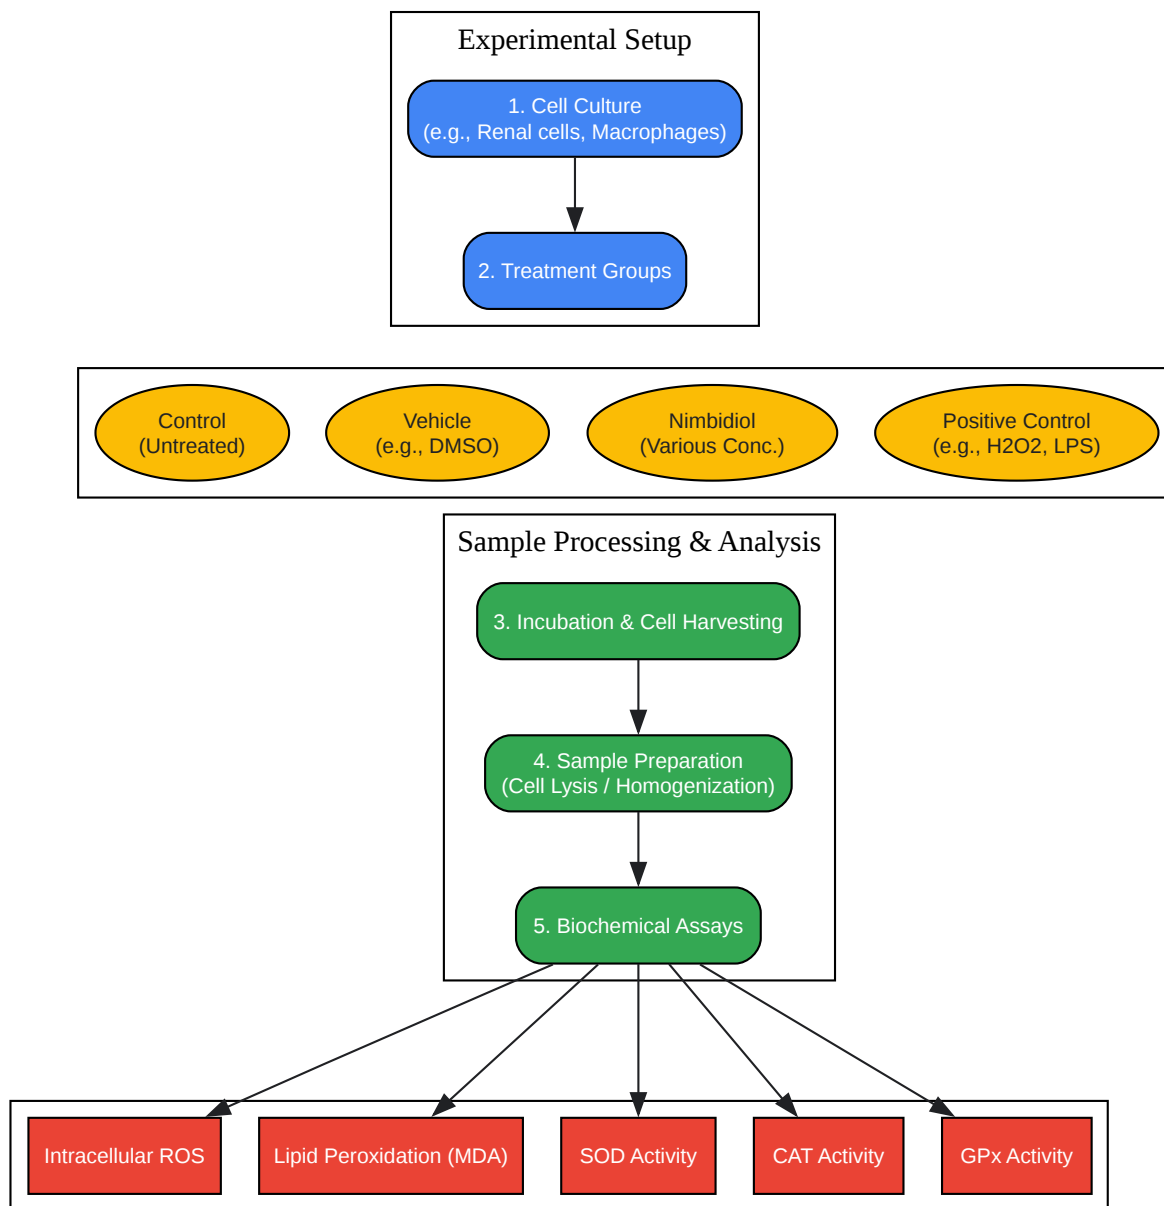 Experimental Setup
1. Cell Culture
(e.g., Renal cells, Macrophages)
2. Treatment Groups
Control
(Untreated)
Vehicle
(e.g., DMSO)
Nimbidiol
(Various Conc.)
Positive Control
(e.g., H2O2, LPS)
Sample Processing & Analysis
3. Incubation & Cell Harvesting
4. Sample Preparation
(Cell Lysis / Homogenization)
5. Biochemical Assays
Intracellular ROS
Lipid Peroxidation (MDA)
SOD Activity
CAT Activity
GPx Activity